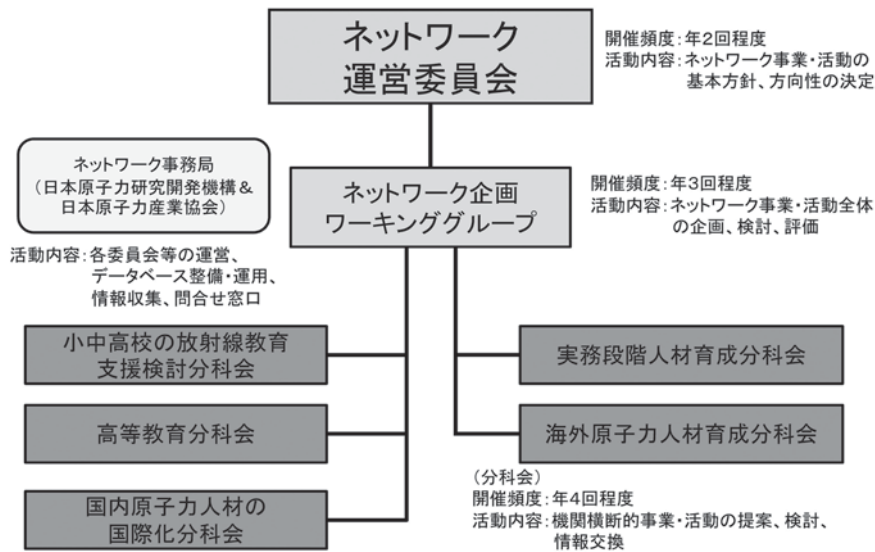 ネットワーク
運営委員会
開催頻度：年2回程度
活動内容：ネットワーク事業・活動の
基本方針、方向性の決定
ネットワーク事務局
（日本原子力研究開発機構＆
日本原子力産業協会）
活動内容：各委員会等の運営、
データベース整備・運用、
情報収集、問合せ窓口
ネットワーク企画
ワーキンググループ
開催頻度：年3回程度
活動内容：ネットワーク事業・活動全体
の企画、検討、評価
小中高校の放射線教育
支援検討分科会
高等教育分科会
国内原子力人材の
国際化分科会
実務段階人材育成分科会
海外原子力人材育成分科会
（分科会）
開催頻度：年4回程度
活動内容：機関横断的事業・活動の提案、検討、
情報交換